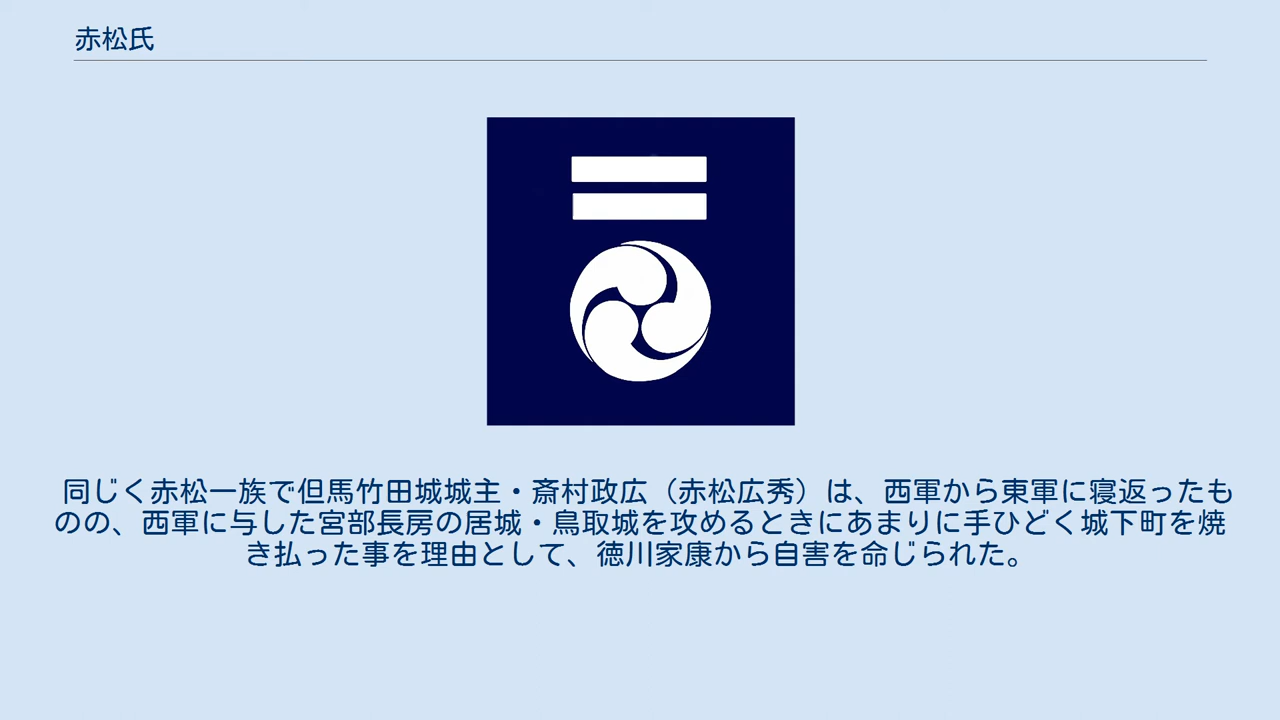 赤松氏
同じく赤松一族で但馬竹田城城主・斎村政広（赤松広秀）は、西軍から東軍に寝返ったも
のの、西軍に与した宮部長房の居城・鳥取城を攻めるときにあまりに手ひどく城下町を焼
き払った事を理由として、徳川家康から自害を命じられた。